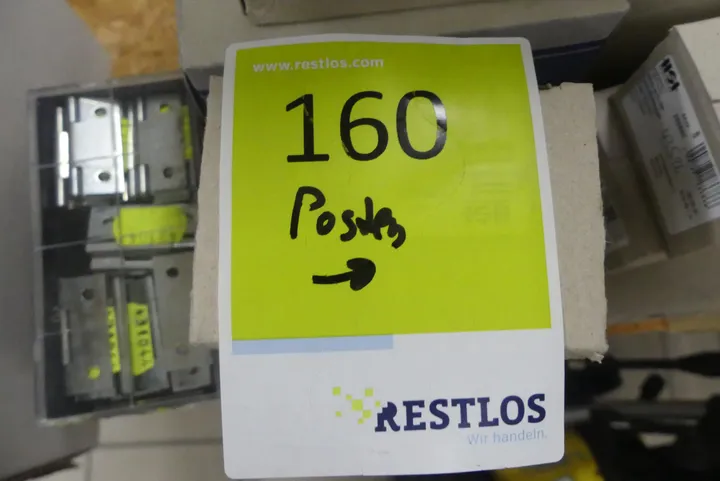 www.restlos.com
160
Posten
→
RESTLOS
Wir handeln.